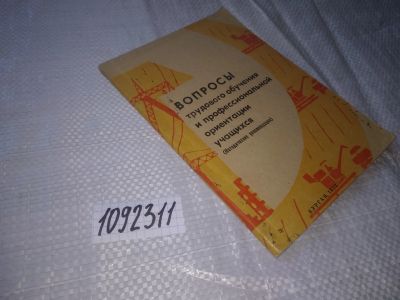 ВОПРОСЫ
трудового обучения
и профессиональной
ориентации
учащихся
1092311